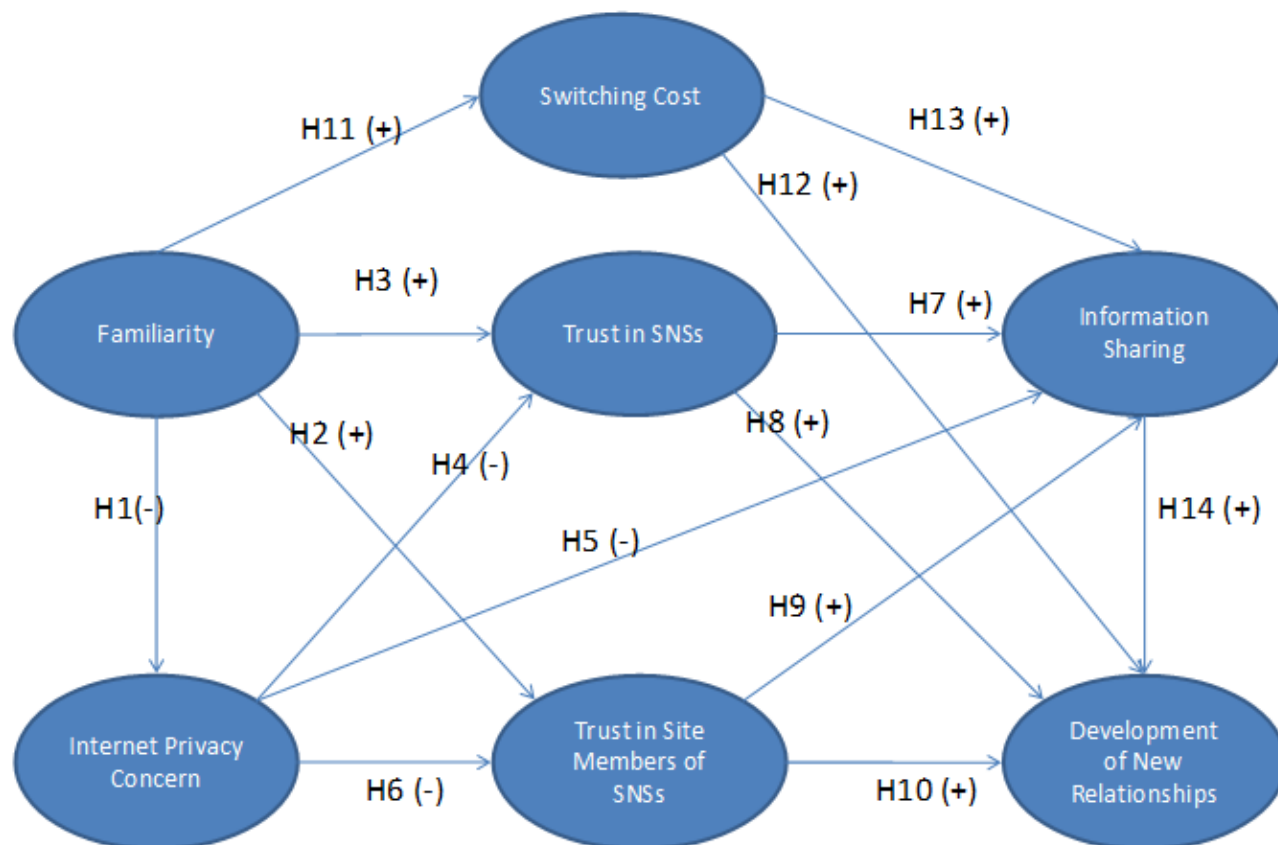 Switching Cost
H11 (+)
H13 (+)
H12 (+)
Familiarity
H3 (+)
Trust in SNSs
H7 (+)
Information
Sharing
H2 (+)
H4 (-)
H8 (+)
H1(-)
H5 (-)
H14 (+)
H9 (+)
Internet Privacy
Concern
H6 (-)
Trust in Site
Members of
SNSs
H10 (+)
Development
of New
Relationships